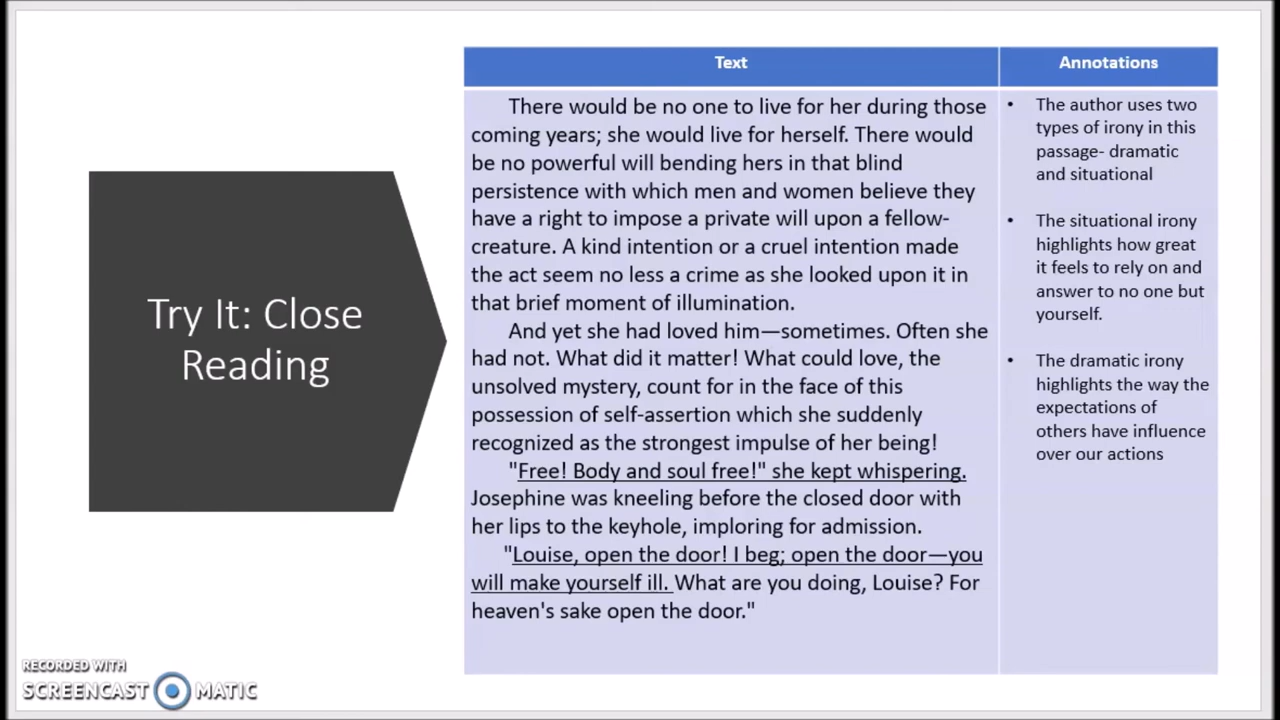 Try It: Close
Reading
Text
There would be no one to live for her during those
coming years; she would live for herself. There would
be no powerful will bending hers in that blind
persistence with which men and women believe they
have a right to impose a private will upon a fellow-
creature. A kind intention or a cruel intention made
the act seem no less a crime as she looked upon it in
that brief moment of illumination.
And yet she had loved him—sometimes. Often she
had not. What did it matter! What could love, the
unsolved mystery, count for in the face of this
possession of self-assertion which she suddenly
recognized as the strongest impulse of her being!
"Free! Body and soul free!" she kept whispering.
Josephine was kneeling before the closed door with
her lips to the keyhole, imploring for admission.
"Louise, open the door! I beg; open the door—you
will make yourself ill. What are you doing, Louise? For
heaven's sake open the door."
Annotations
• The author uses two
types of irony in this
passage- dramatic
and situational
• The situational irony
highlights how great
it feels to rely on and
answer to no one but
yourself.
• The dramatic irony
highlights the way the
expectations of
others have influence
over our actions
RECORDED WITH
SCREENCAST MATIC